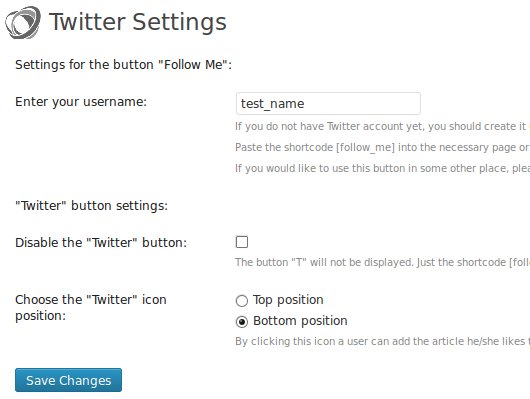 Twitter Settings
Settings for the button "Follow Me":
Enter your username:
test_name
If you do not have Twitter account yet, you should create it
Paste the shortcode [follow_me] into the necessary page or
If you would like to use this button in some other place,
"Twitter" button settings:
Disable the "Twitter" button:
The button "T" will not be displayed. Just the shortcode
Choose the "Twitter" icon
position:
Top position
Bottom position
By clicking this icon a user can add the article he/she likes
Save Changes